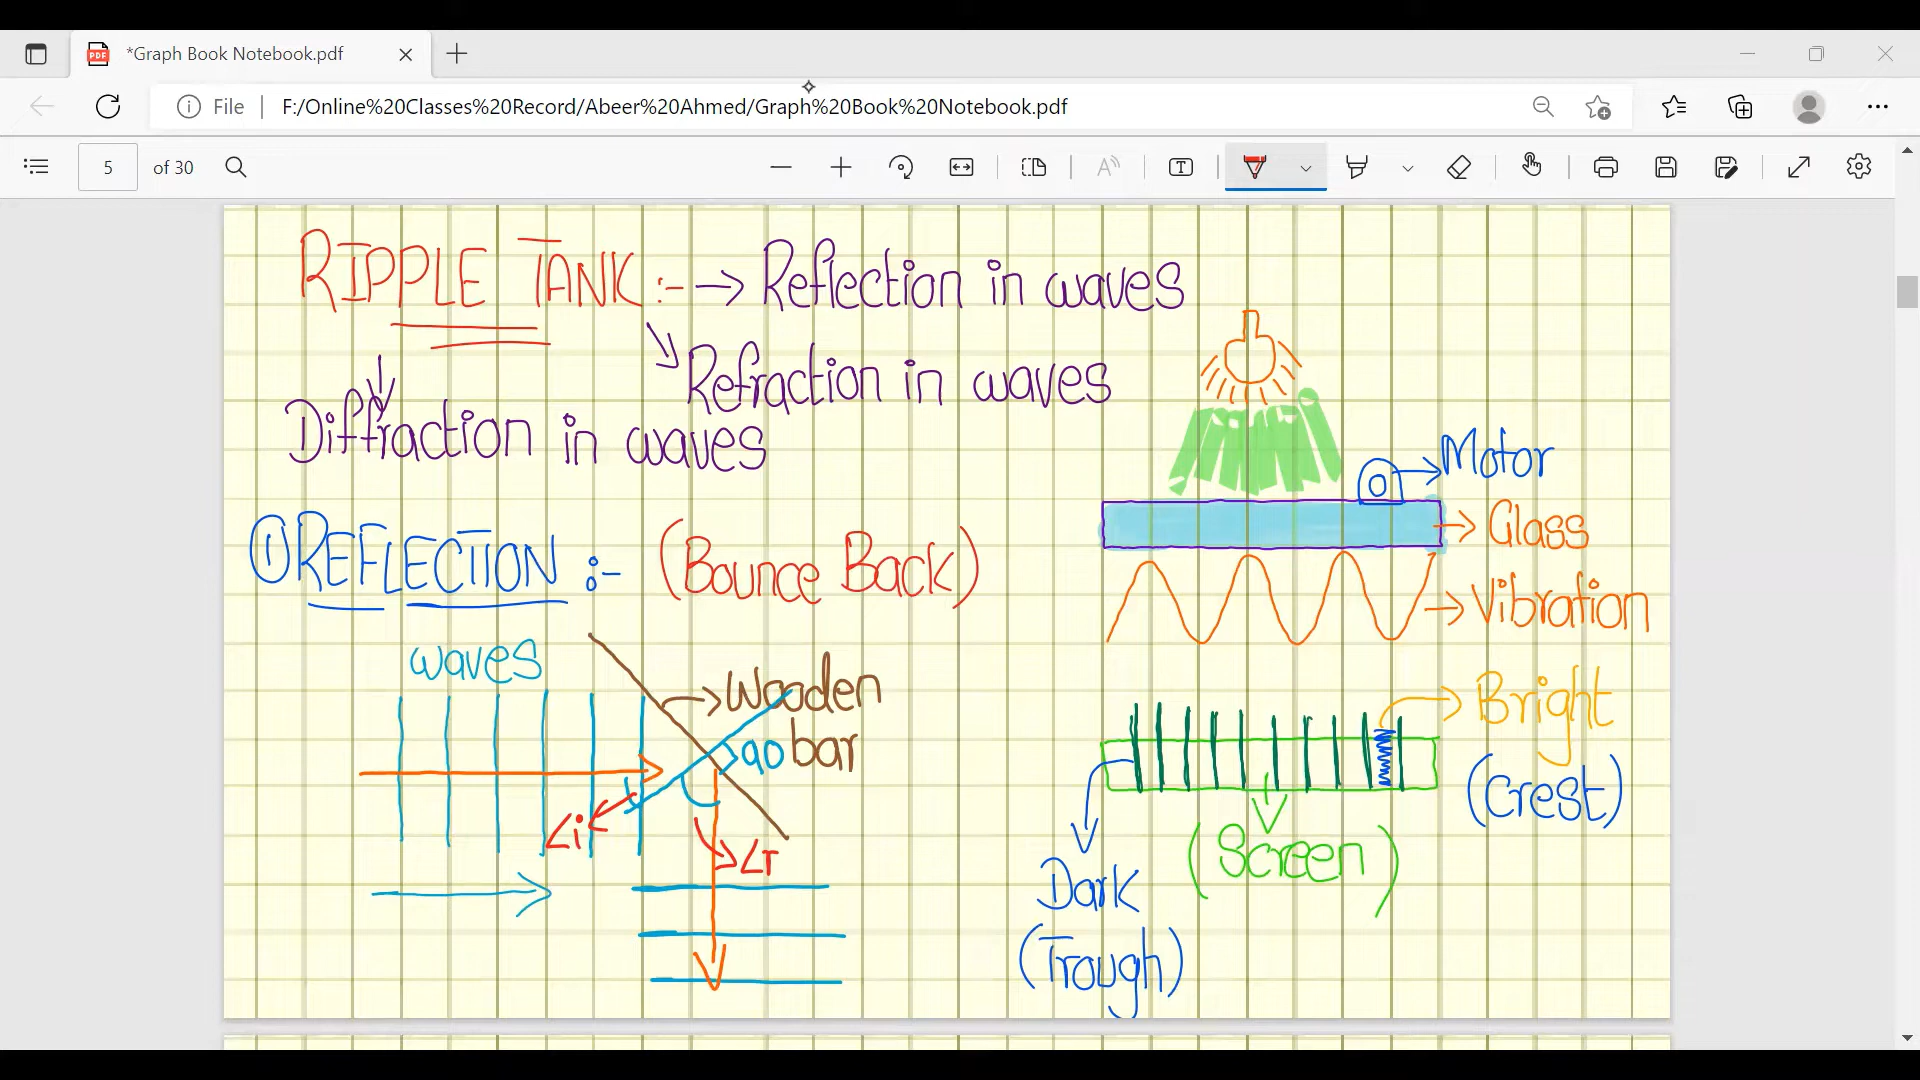 *Graph Book Notebook.pdf
File
F:/Online%20Classes%20Record/Abeer%20Ahmed/Graph%20Book%20Notebook.pdf
5 of 30
RIPPLE TANK :- → Reflection in waves
Refraction in waves
Diffraction in waves
Motor
Glass
① REFLECTION :- (Bounce Back)
Vibration
waves
Wooden
bar
90
∠i
∠r
Bright
(Crest)
(Screen)
Dark
(Trough)